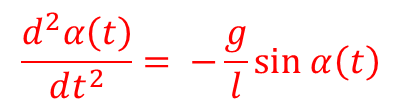 d²α(t)/dt² = − g/l sin α(t)